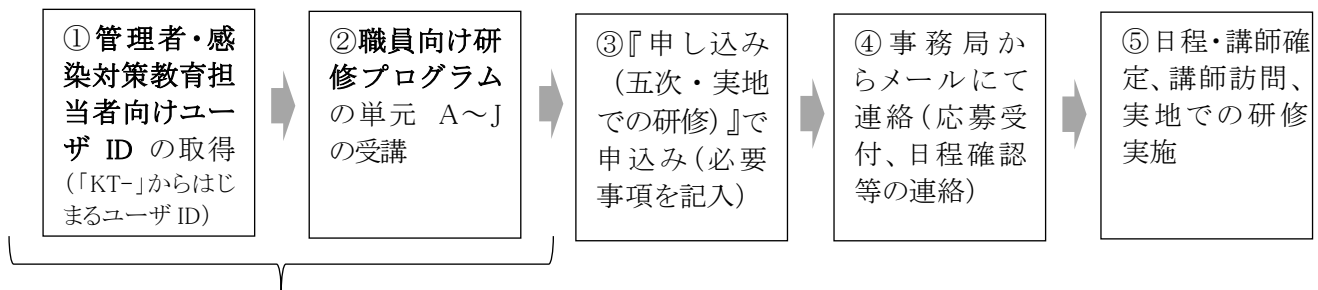 ①管理者・感
染対策教育担
当者向けユー
ザ ID の取得
(「KT-」からはじ
まるユーザ ID)
②職員向け研
修プログラム
の単元 A～J
の受講
③『申し込み
(五次・実地
での研修)』で
申込み(必要
事項を記入)
④事務局か
らメールにて
連絡(応募受
付、日程確認
等の連絡)
⑤日程・講師確
定、講師訪問、
実地での研修
実施